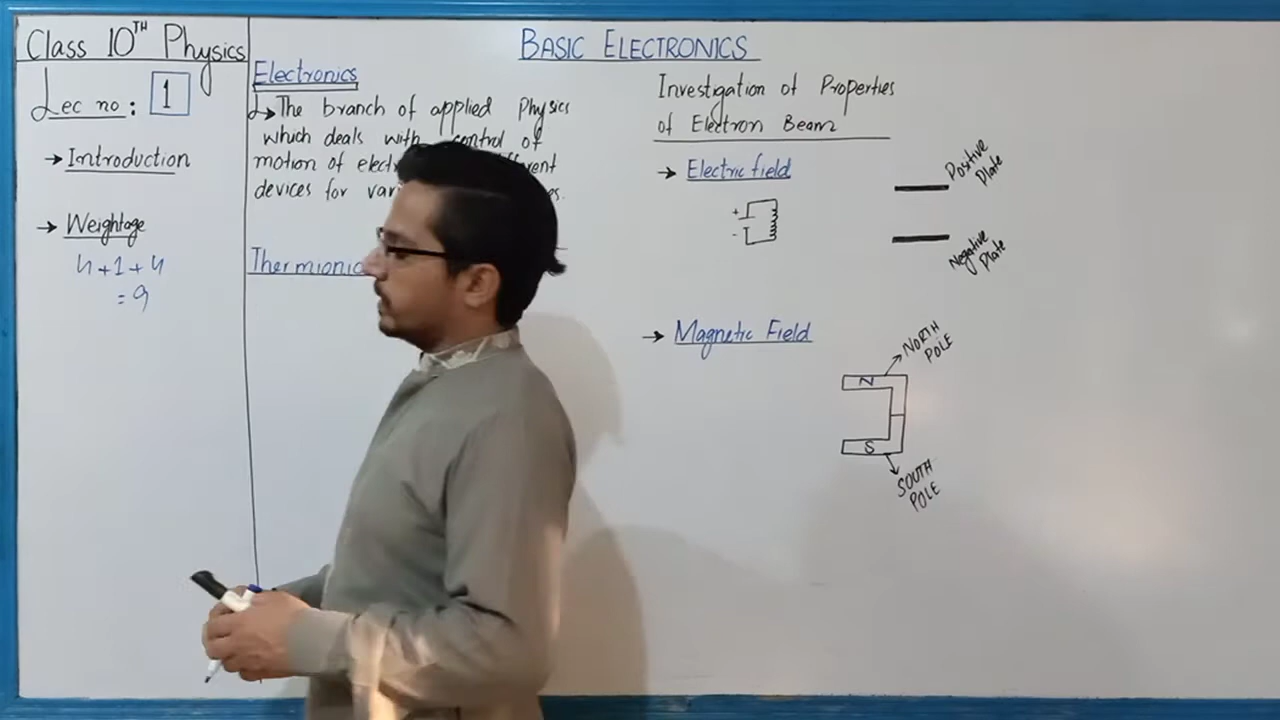 Class 10TH Physics
Lec no: 1
→ Introduction
→ Weightage
4+1+4
= 9
BASIC ELECTRONICS
Electronics
↳ The branch of applied Physics
which deals with control of
motion of
devices for
Thermionic
Investigation of Properties
of Electron Beam
→ Electric field
+
-
Positive
Plate
Negative
Plate
→ Magnetic Field
NORTH
POLE
N
S
SOUTH
POLE